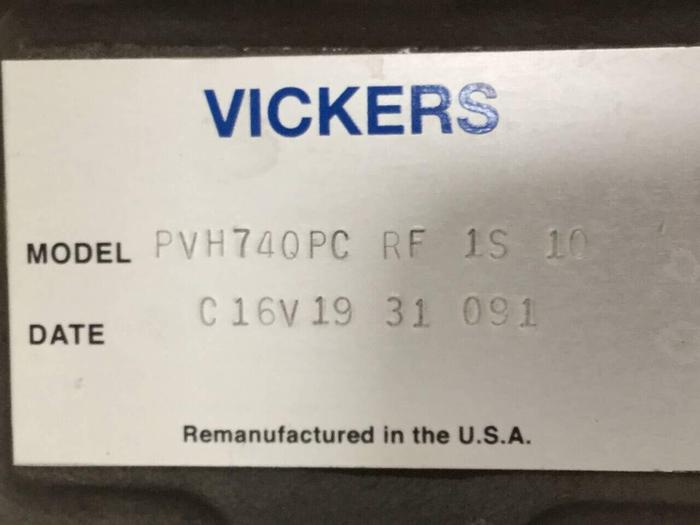 VICKERS
MODEL PVH74QPC RF 1S 10
DATE C16V19 31 091
Remanufactured in the U.S.A.